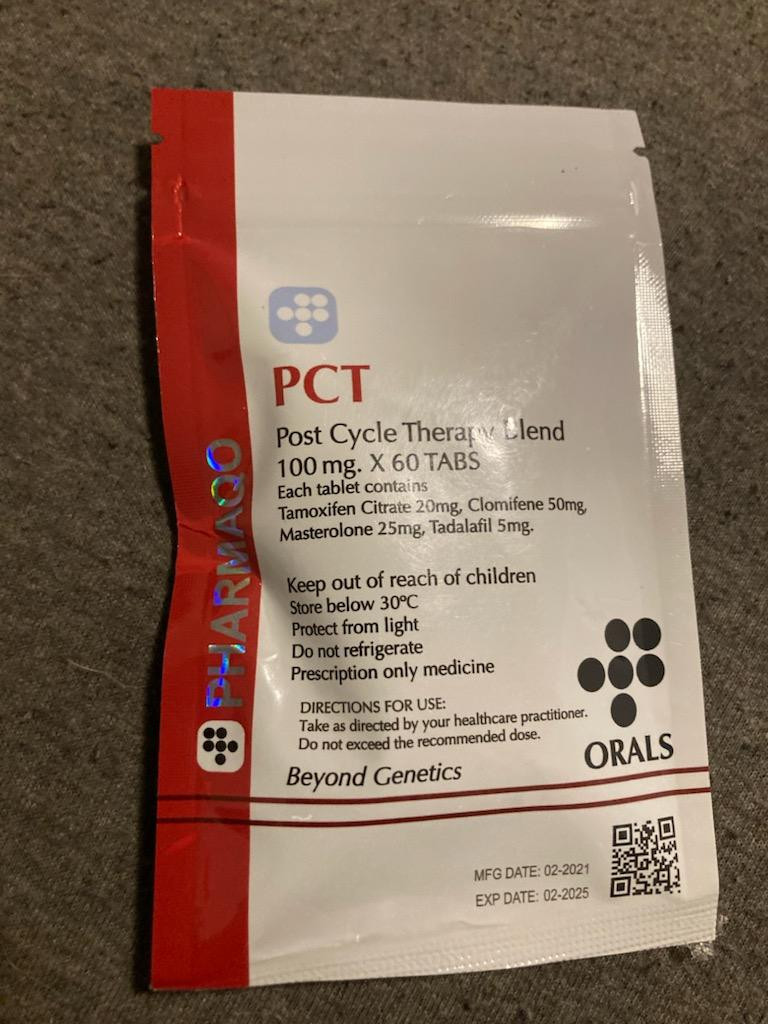 PHARMAQO
PCT
Post Cycle Therapy Blend
100 mg. X 60 TABS
Each tablet contains
Tamoxifen Citrate 20mg, Clomifene 50mg,
Masterolone 25mg, Tadalafil 5mg.
Keep out of reach of children
Store below 30ºC
Protect from light
Do not refrigerate
Prescription only medicine
DIRECTIONS FOR USE:
Take as directed by your healthcare practitioner.
Do not exceed the recommended dose.
ORALS
Beyond Genetics
MFG DATE: 02-2021
EXP DATE: 02-2025